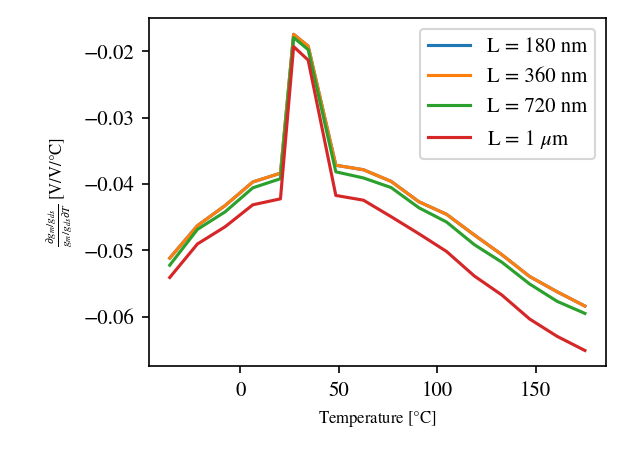 −0.02
−0.03
−0.04
−0.05
−0.06
0
50
100
150
L = 180 nm
L = 360 nm
L = 720 nm
L = 1 μm
∂g_m/g_ds / g_m/g_ds ∂T [V/V/°C]
Temperature [°C]